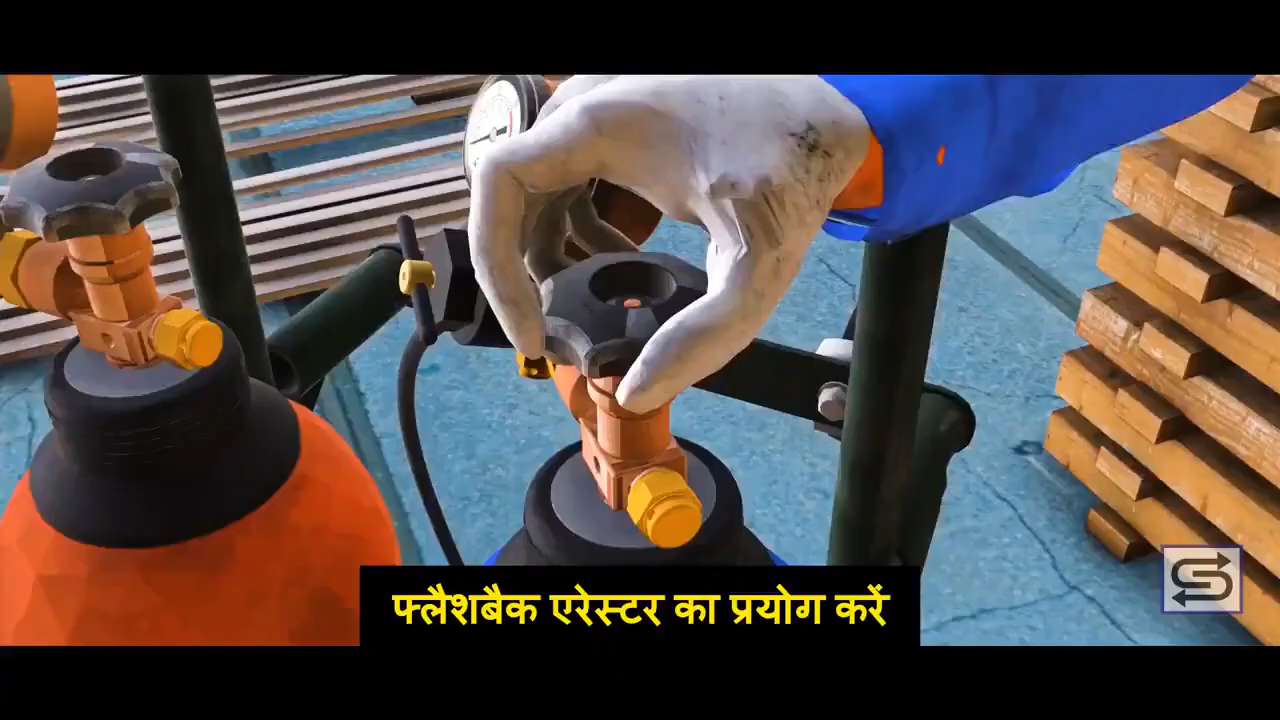 फ्लैशबैक एरेस्टर का प्रयोग करें